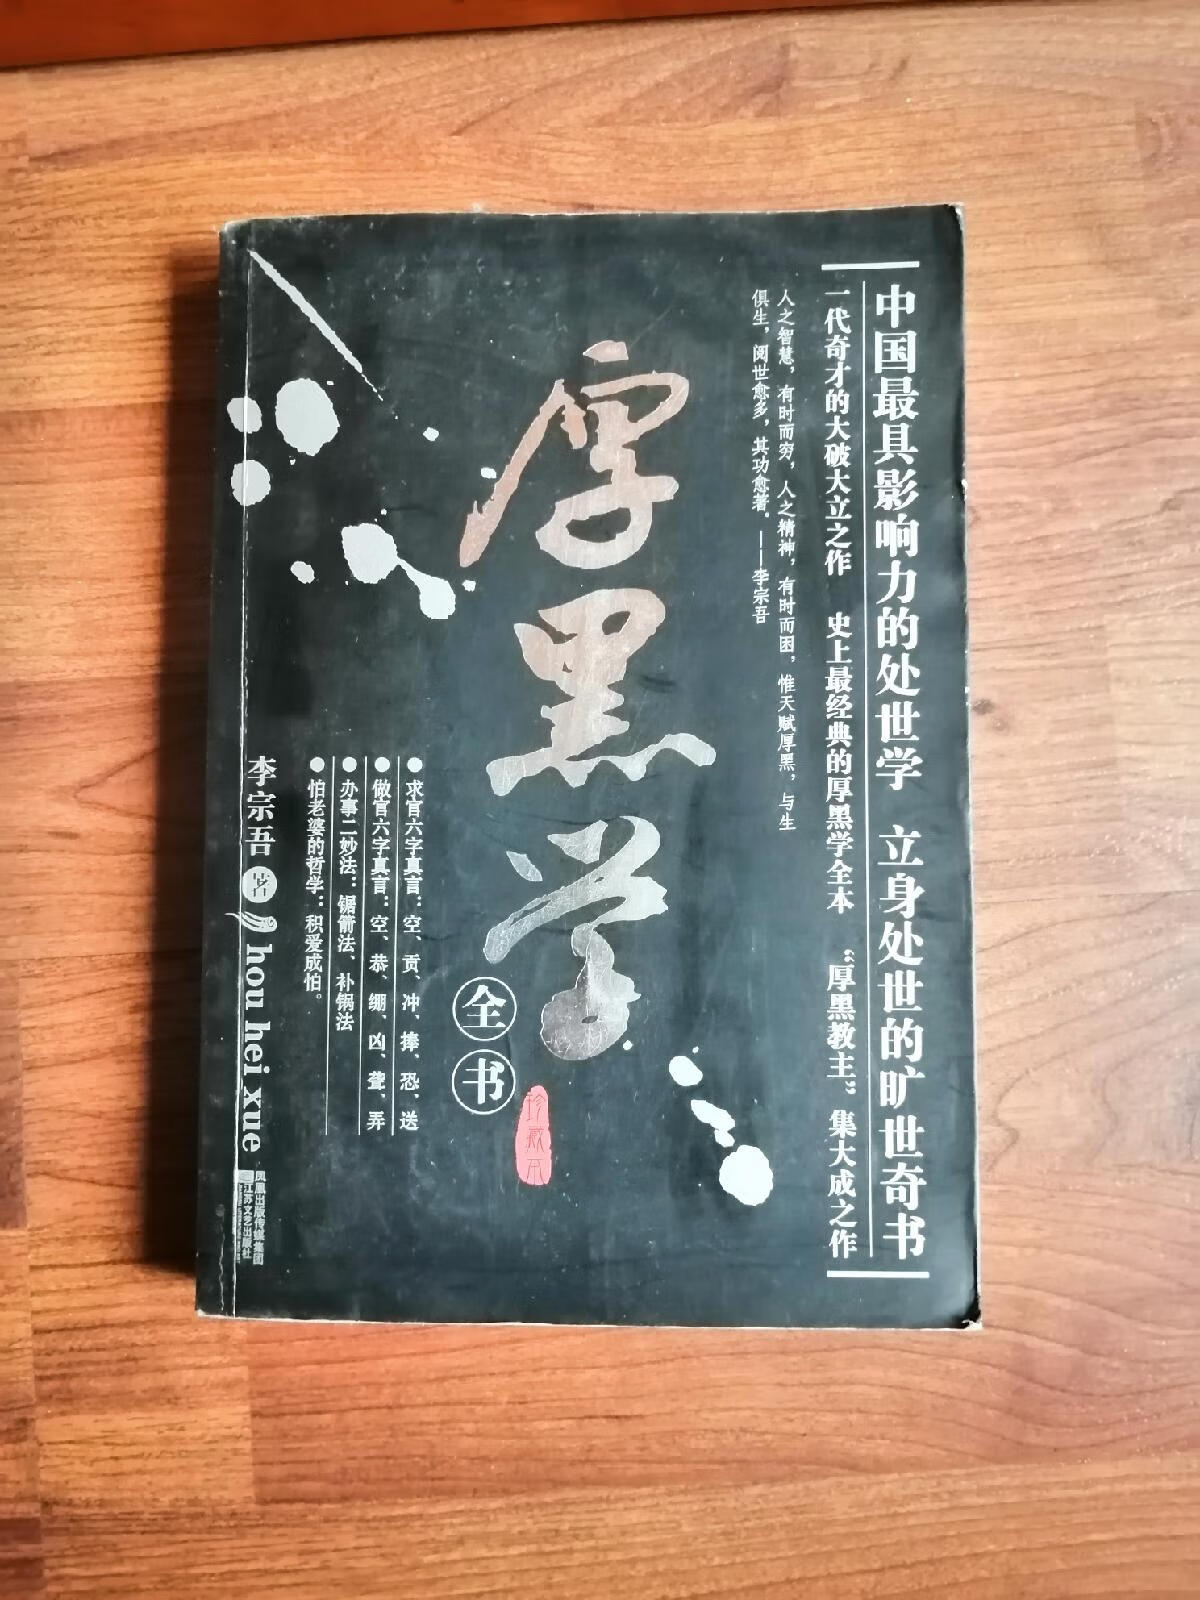 中国最具影响力的处世学 立身处世的旷世奇书
一代奇才的大破大立之作 史上最经典的厚黑学全本 “厚黑教主”集大成之作
人之智慧，有时而穷，人之精神，有时而困，惟天赋厚黑，与生
俱生，阅世愈多，其功愈著。——李宗吾
厚黑学
全书
珍藏本
●求官六字真言：空、贡、冲、捧、恐、送
●做官六字真言：空、恭、绷、凶、聋、弄
●办事二妙法：锯箭法、补锅法
●怕老婆的哲学：积爱成怕。
李宗吾 著
hou hei xue
凤凰出版传媒集团
江苏文艺出版社